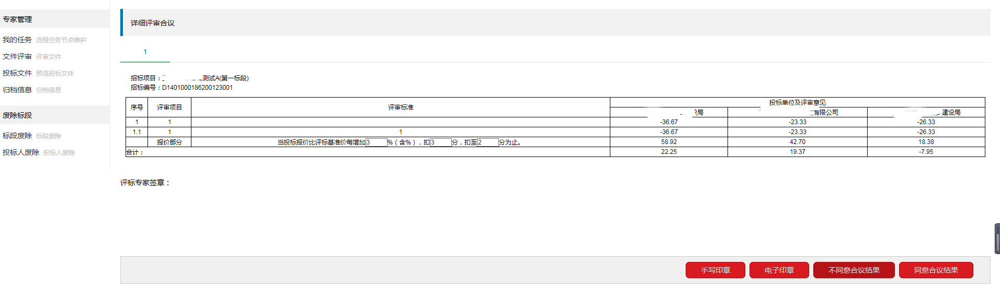 专家管理
我的任务 流程任务节点维护
文件评审 评审文件
投标文件 预览投标文件
归档信息 归档信息
废除标段
标段废除 标段废除
投标人废除 投标人废除
详细评审合议
1
招标项目： 测试A(第一标段)
招标编号：D1401000186200123001
序号 评审项目 评审标准 投标单位及评审意见
设局 有限公司 建设局
1 1 -36.67 -23.33 -26.33
1.1 1 1 -36.67 -23.33 -26.33
报价部分 当投标报价比评标基准价每增加3%（含%），扣3分，扣至2分为止。 58.92 42.70 18.38
合计： 22.25 19.37 -7.95
评标专家签章：
手写印章 电子印章 不同意合议结果 同意合议结果